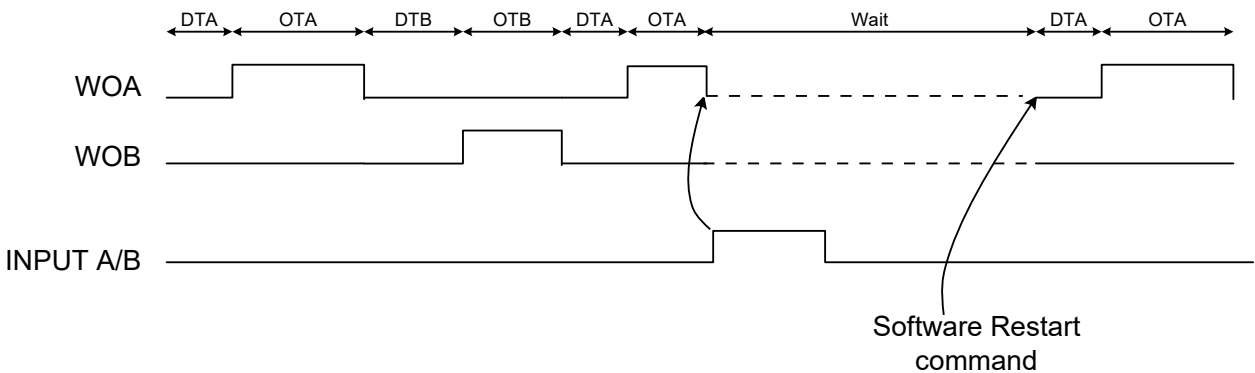 DTA OTA DTB OTB DTA OTA Wait DTA OTA
WOA
WOB
INPUT A/B
Software Restart
command